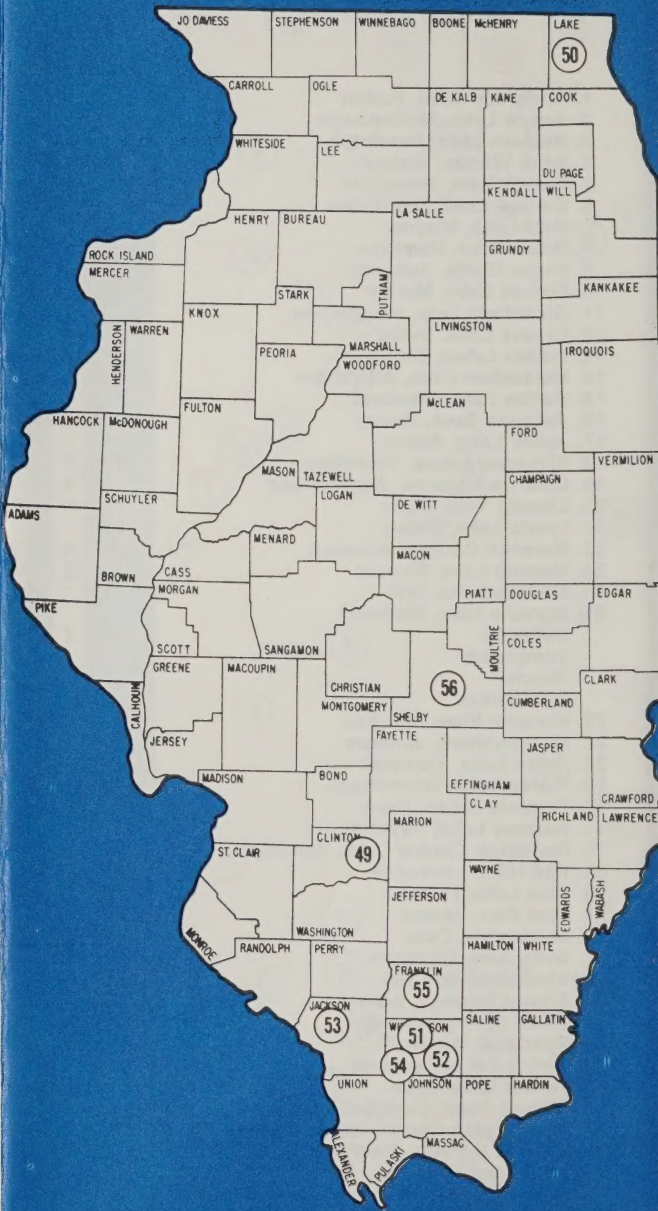 JO DAVIESS STEPHENSON WINNEBAGO BOONE McHENRY LAKE
50
CARROLL OGLE
DE KALB KANE COOK
WHITESIDE LEE
DU PAGE
KENDALL WILL
HENRY BUREAU LA SALLE
GRUNDY
ROCK ISLAND
MERCER
PUTNAM
KANKAKEE
STARK
KNOX
HENDERSON WARREN
LIVINGSTON
PEORIA MARSHALL IROQUOIS
WOODFORD
FULTON McLEAN
HANCOCK McDONOUGH
FORD
VERMILION
MASON TAZEWELL
CHAMPAIGN
SCHUYLER LOGAN
DE WITT
ADAMS
MENARD
MACON
BROWN CASS
MORGAN PIATT DOUGLAS EDGAR
PIKE
MOULTRIE
COLES
SCOTT SANGAMON
GREENE MACOUPIN
CLARK
CHRISTIAN 56
CALHOUN
MONTGOMERY CUMBERLAND
SHELBY
FAYETTE
JERSEY JASPER
MADISON BOND
EFFINGHAM
CRAWFORD
CLAY
MARION RICHLAND LAWRENCE
CLINTON
ST. CLAIR 49
WAYNE
JEFFERSON
EDWARDS WABASH
WASHINGTON
MONROE
RANDOLPH PERRY HAMILTON WHITE
FRANKLIN
55
JACKSON
53 SALINE GALLATIN
51
54 52
UNION JOHNSON POPE HARDIN
ALEXANDER PULASKI MASSAC